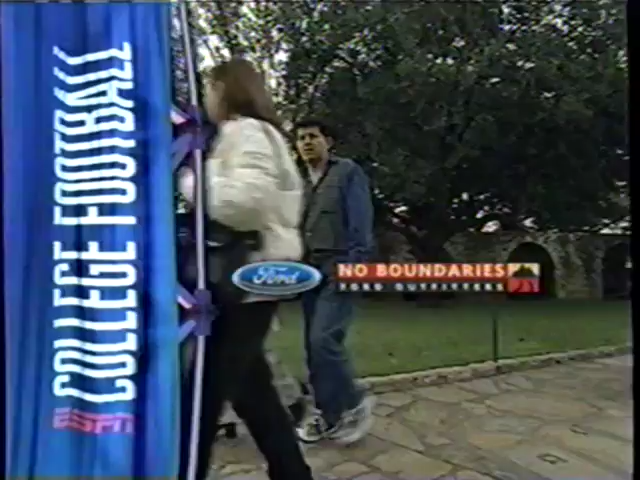 COLLEGE FOOTBALL
ESPN
Ford
NO BOUNDARIES
FORD OUTFITTERS